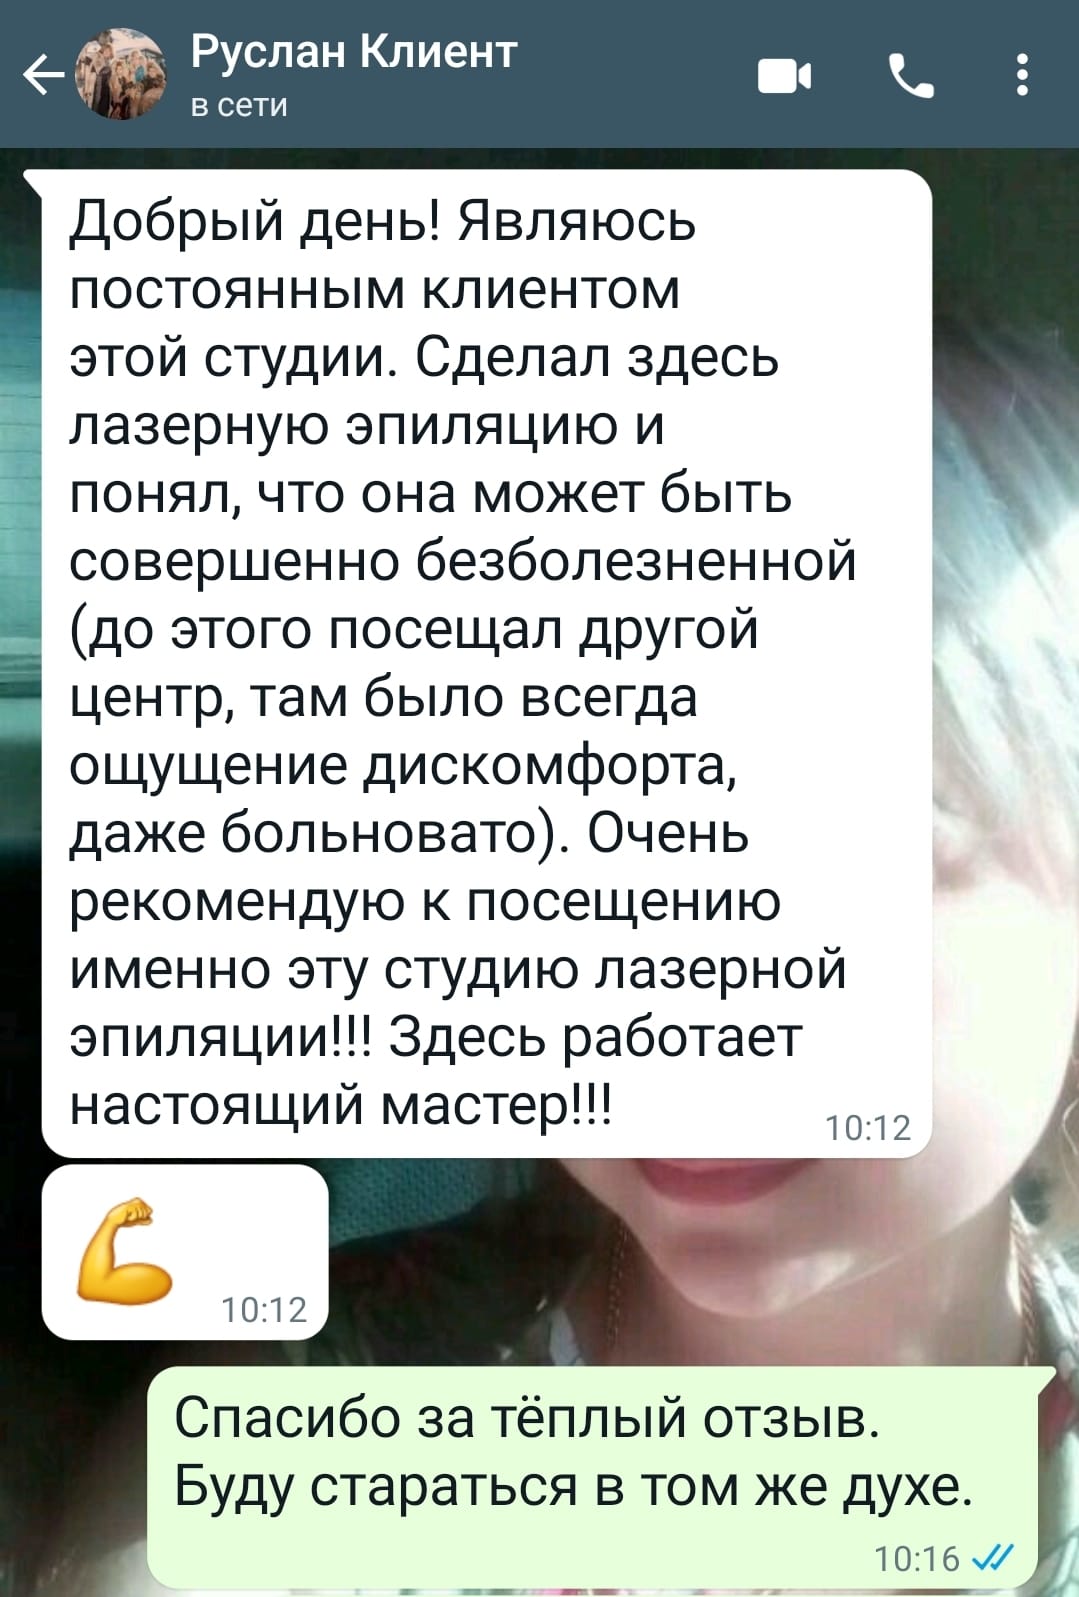 Руслан Клиент
в сети
Добрый день! Являюсь
постоянным клиентом
этой студии. Сделал здесь
лазерную эпиляцию и
понял, что она может быть
совершенно безболезненной
(до этого посещал другой
центр, там было всегда
ощущение дискомфорта,
даже больновато). Очень
рекомендую к посещению
именно эту студию лазерной
эпиляции!!! Здесь работает
настоящий мастер!!!
10:12
💪
10:12
Спасибо за тёплый отзыв.
Буду стараться в том же духе.
10:16